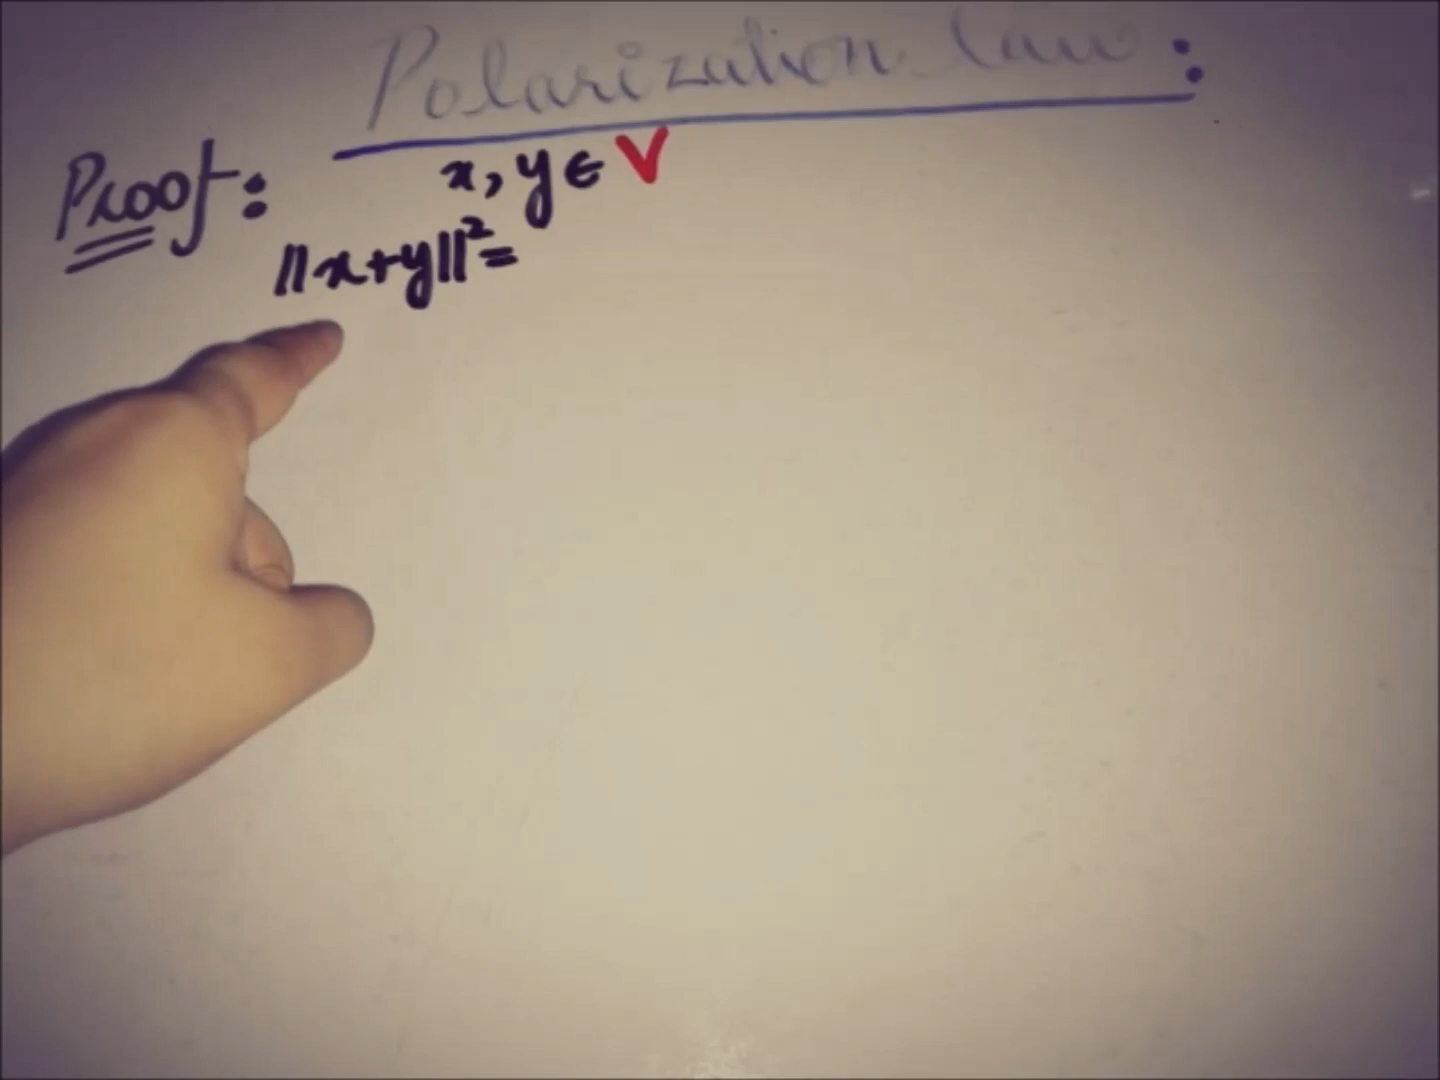 Polarization law :
Proof :
x, y ∈ V
||x+y||² =